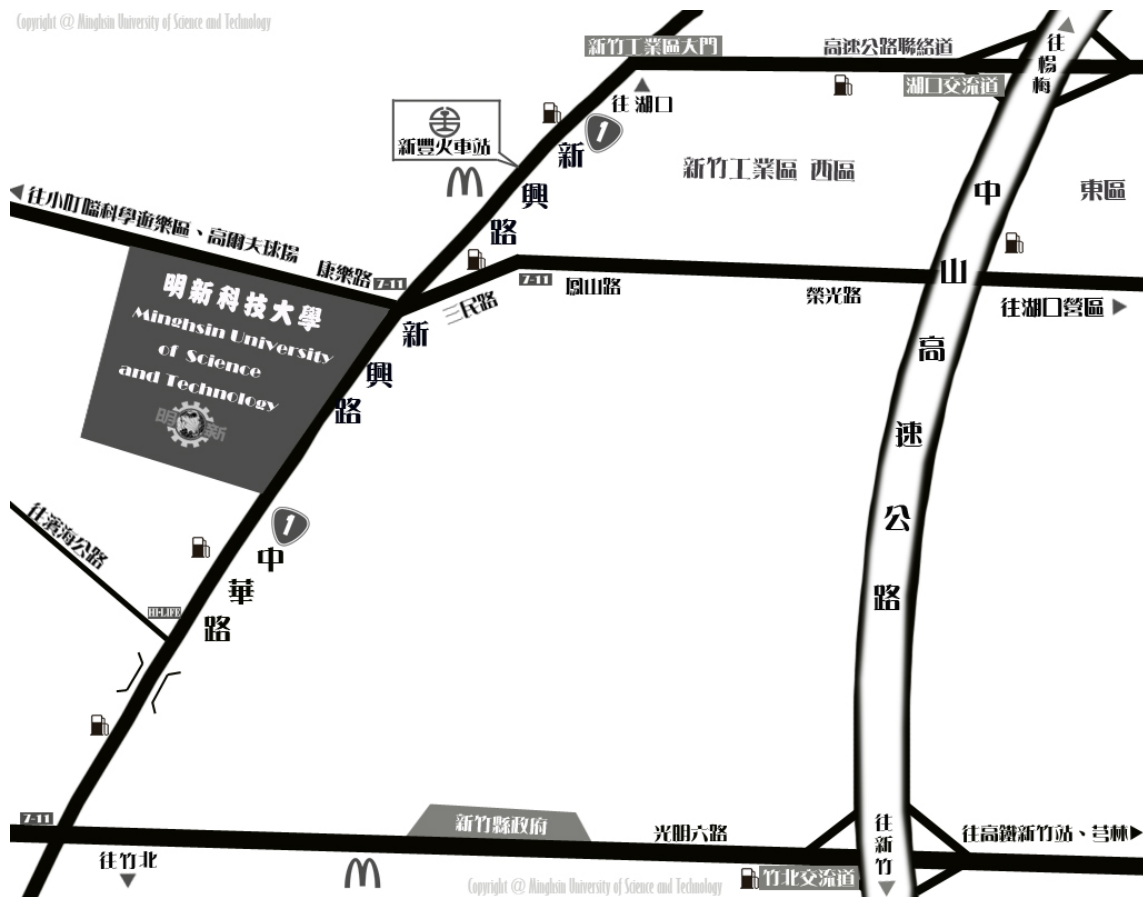 Copyright @ Minghsin University of Science and Technology
新竹工業區大門
高速公路聯絡道
往楊梅
湖口交流道
往湖口
1
新豐火車站
新興路
新竹工業區 西區
東區
往小叮噹科學遊樂區、高爾夫球場
康樂路
7-11
7-11
鳳山路
三民路
榮光路
往湖口營區
明新科技大學
Minghsin University
of Science
and Technology
明新
新興路
中山高速公路
往濱海公路
1
中華路
HI-LIFE
7-11
新竹縣政府
光明六路
往新竹
往高鐵新竹站、芎林
往竹北
竹北交流道
Copyright @ Minghsin University of Science and Technology